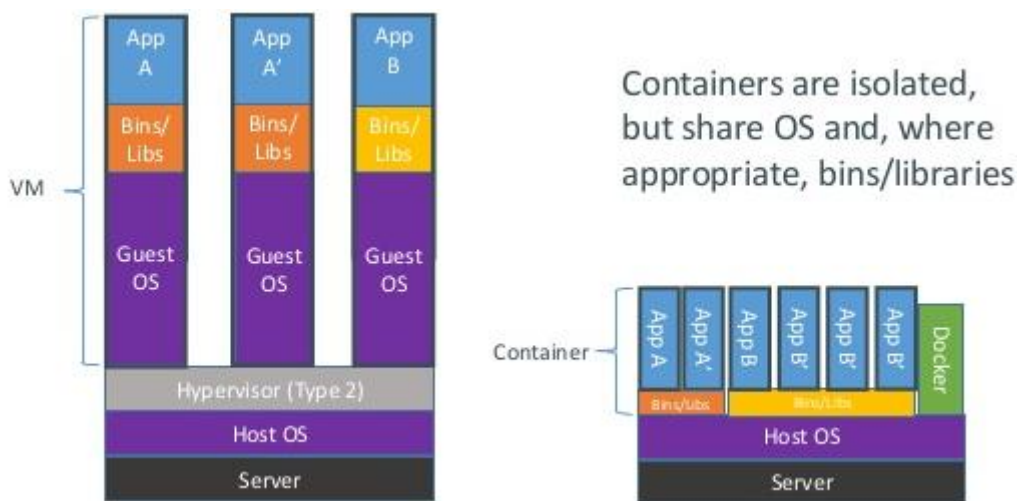 VM
App
A
Bins/
Libs
Guest
OS
App
A'
Bins/
Libs
Guest
OS
App
B
Bins/
Libs
Guest
OS
Hypervisor (Type 2)
Host OS
Server
Containers are isolated,
but share OS and, where
appropriate, bins/libraries
Container
App A
App A'
App B
App B'
App B'
App B'
Docker
Bins/Libs
Bins/Libs
Host OS
Server